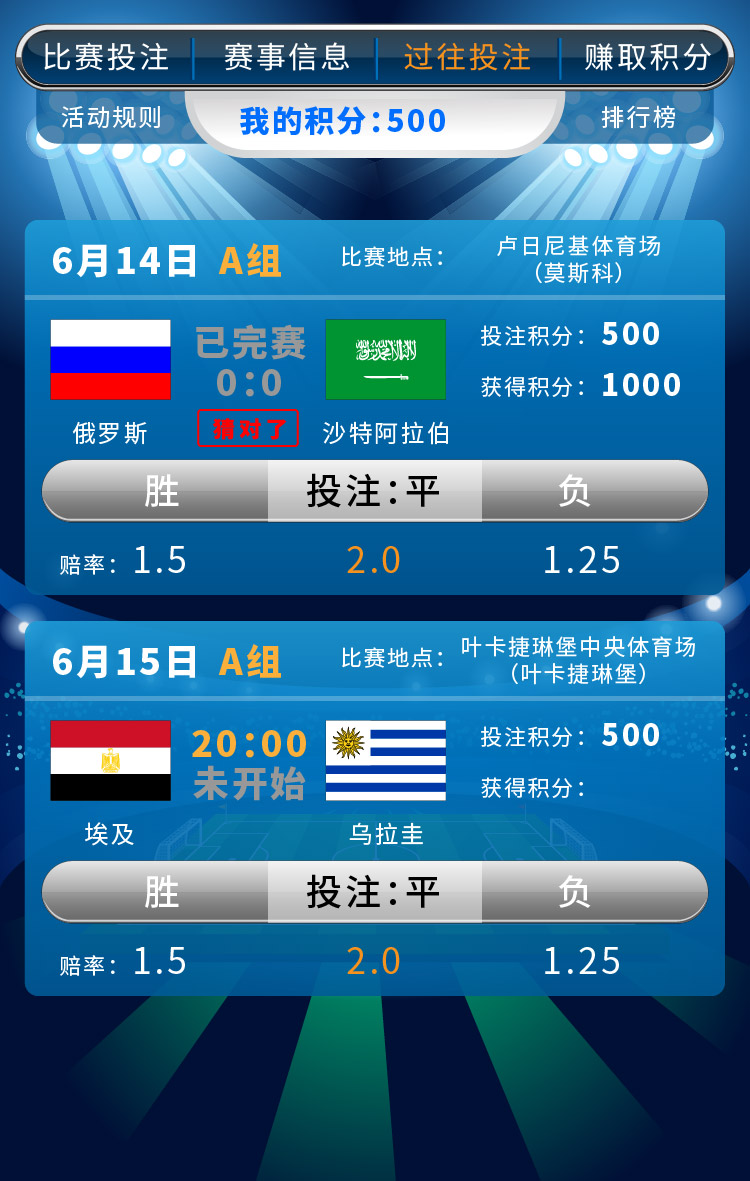 比赛投注 赛事信息 过往投注 赚取积分
活动规则 我的积分:500 排行榜
6月14日 A组 比赛地点: 卢日尼基体育场
(莫斯科)
已完赛 投注积分: 500
0:0 获得积分: 1000
俄罗斯 猜对了 沙特阿拉伯
胜 投注:平 负
赔率: 1.5 2.0 1.25
6月15日 A组 比赛地点: 叶卡捷琳堡中央体育场
(叶卡捷琳堡)
20:00 投注积分: 500
未开始 获得积分:
埃及 乌拉圭
胜 投注:平 负
赔率: 1.5 2.0 1.25